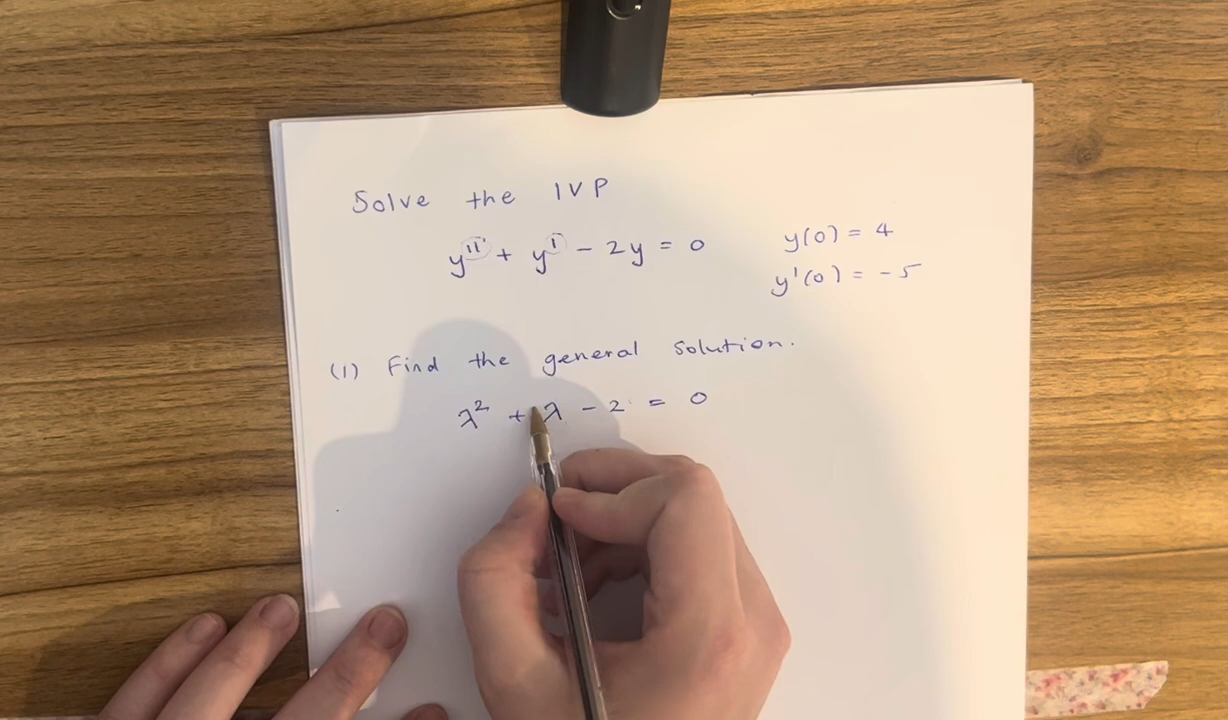 Solve the IVP
y'' + y' - 2y = 0
y(0) = 4
y'(0) = -5
(1) Find the general solution.
λ² + λ - 2 = 0